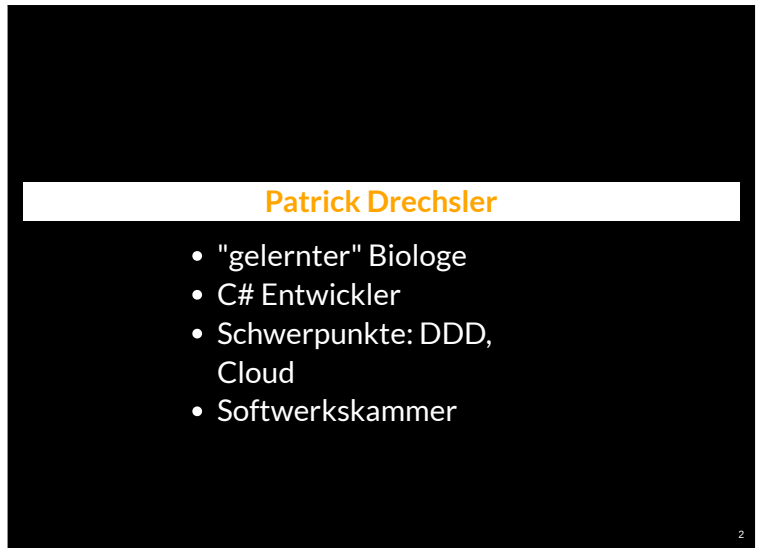 Patrick Drechsler
• "gelernter" Biologe
• C# Entwickler
• Schwerpunkte: DDD,
Cloud
• Softwerkskammer
2